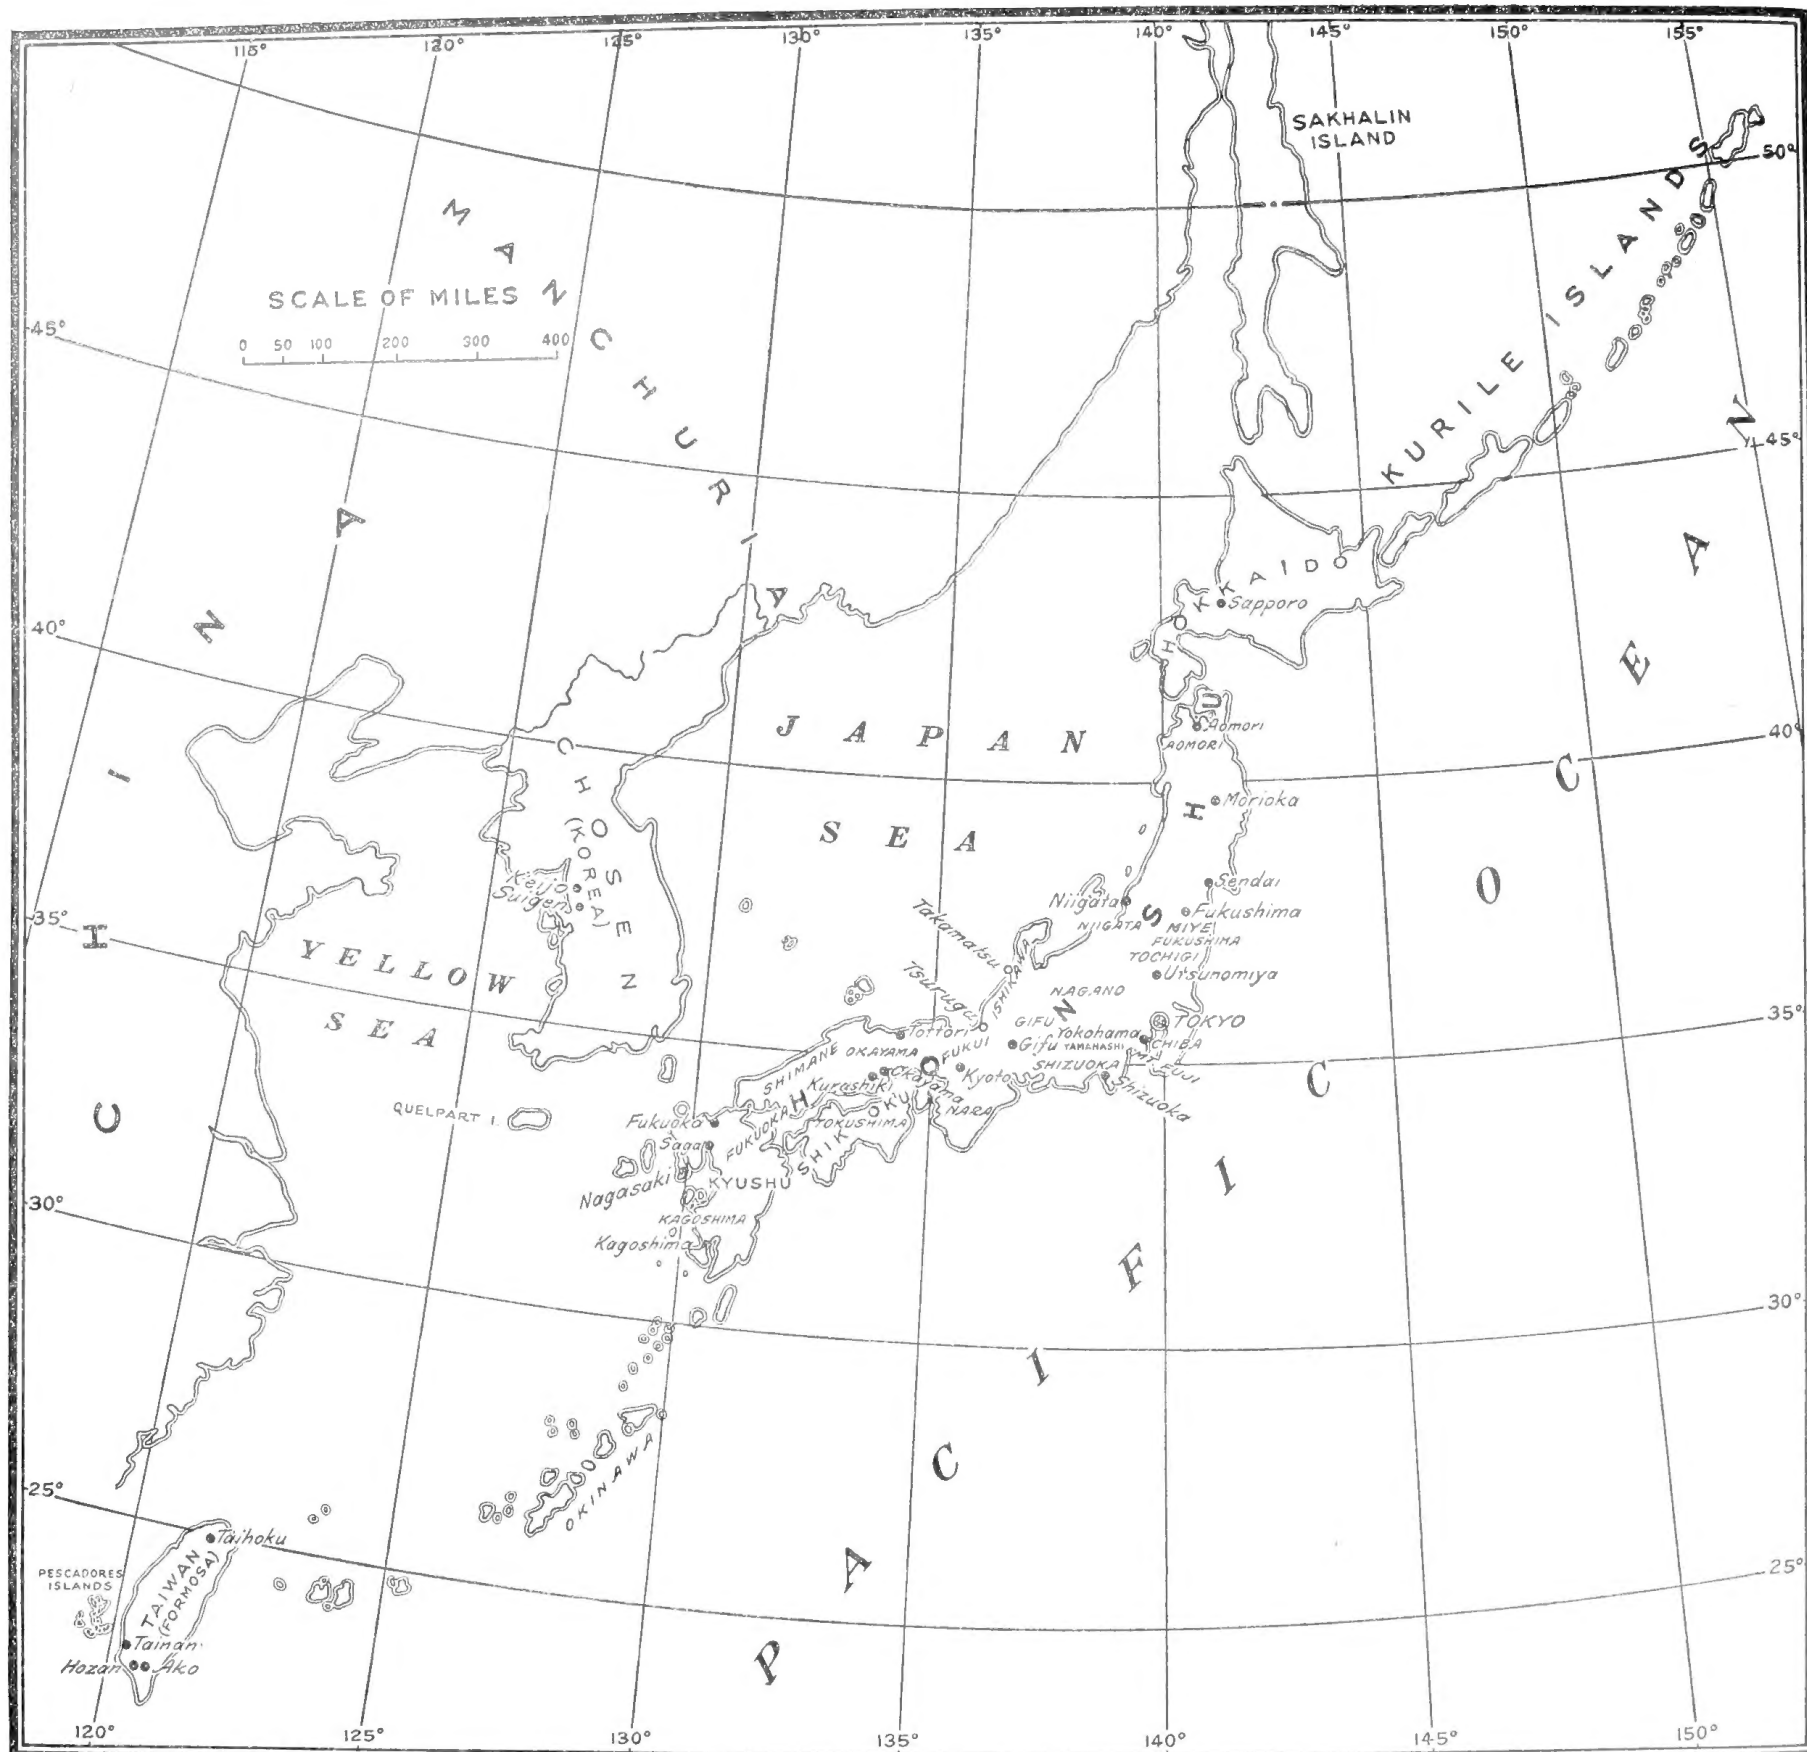 115° 120° 125° 130° 135° 140° 145° 150° 155°
SAKHALIN
ISLAND
50°
KURILE ISLANDS
MANCHURIA
SCALE OF MILES
0 50 100 200 300 400
45°
45°
CHINA
HOKKAIDO
Sapporo
40°
40°
JAPAN
SEA
Aomori
AOMORI
Morioka
HONSHU
CHOSEN
(KOREA)
Keijo
Suigen
Sendai
Niigata
Fukushima
NIIGATA
MIYE
FUKUSHIMA
TOCHIGI
Utsunomiya
Takamatsu
ISHIKAWA
Tsuruga
NAGANO
35°
35°
YELLOW
SEA
GIFU
Yokohama
TOKYO
Tottori
FUKUI
Gifu
YAMANASHI
CHIBA
OKAYAMA
SHIMANE
SHIZUOKA
MT. FUJI
Kurashiki
Okayama
Kyoto
Shizuoka
NARA
QUELPART I.
Fukuoka
FUKUOKA
TOKUSHIMA
SHIKOKU
Saga
Nagasaki
KYUSHU
KAGOSHIMA
Kagoshima
30°
30°
OKINAWA
PACIFIC OCEAN
25°
25°
Taihoku
PESCADORES
ISLANDS
TAIWAN
(FORMOSA)
Tainan
Hozan
Ako
120° 125° 130° 135° 140° 145° 150°